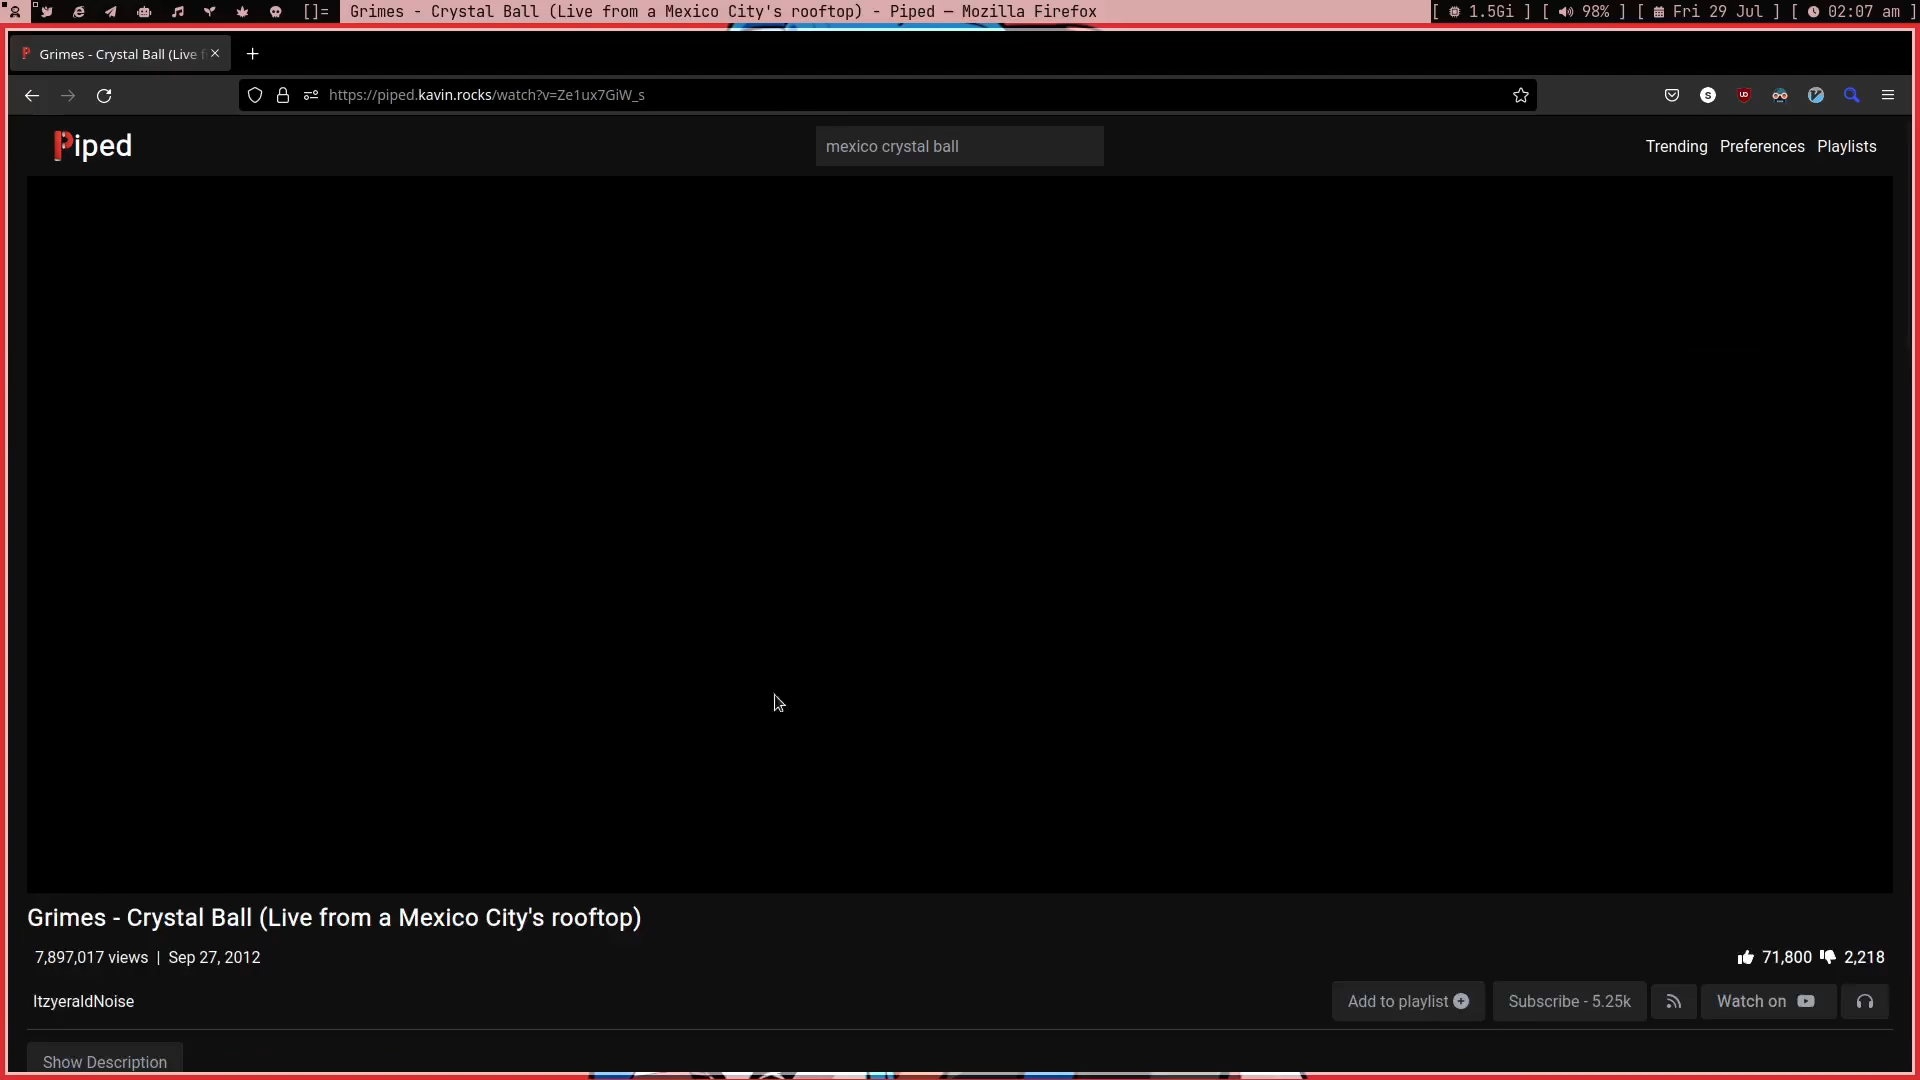 []= Grimes - Crystal Ball (Live from a Mexico City's rooftop) - Piped — Mozilla Firefox [ 1.5Gi ] [ 98% ] [ Fri 29 Jul ] [ 02:07 am ]
Grimes - Crystal Ball (Live f
https://piped.kavin.rocks/watch?v=Ze1ux7GiW_s
Piped mexico crystal ball Trending Preferences Playlists
Grimes - Crystal Ball (Live from a Mexico City's rooftop)
7,897,017 views | Sep 27, 2012 71,800 2,218
ItzyeraldNoise Add to playlist Subscribe - 5.25k Watch on
Show Description